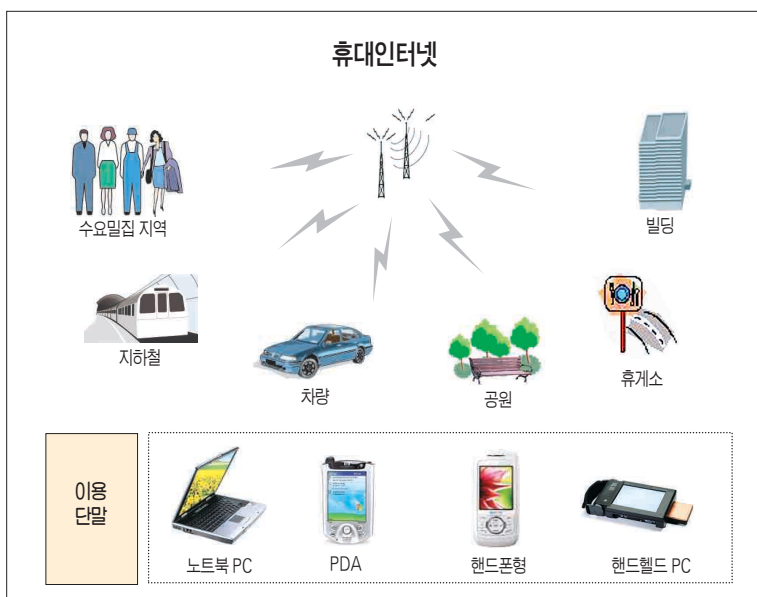 휴대인터넷
수요밀집 지역
빌딩
지하철
차량
공원
휴게소
이용
단말
노트북 PC
PDA
핸드폰형
핸드헬드 PC